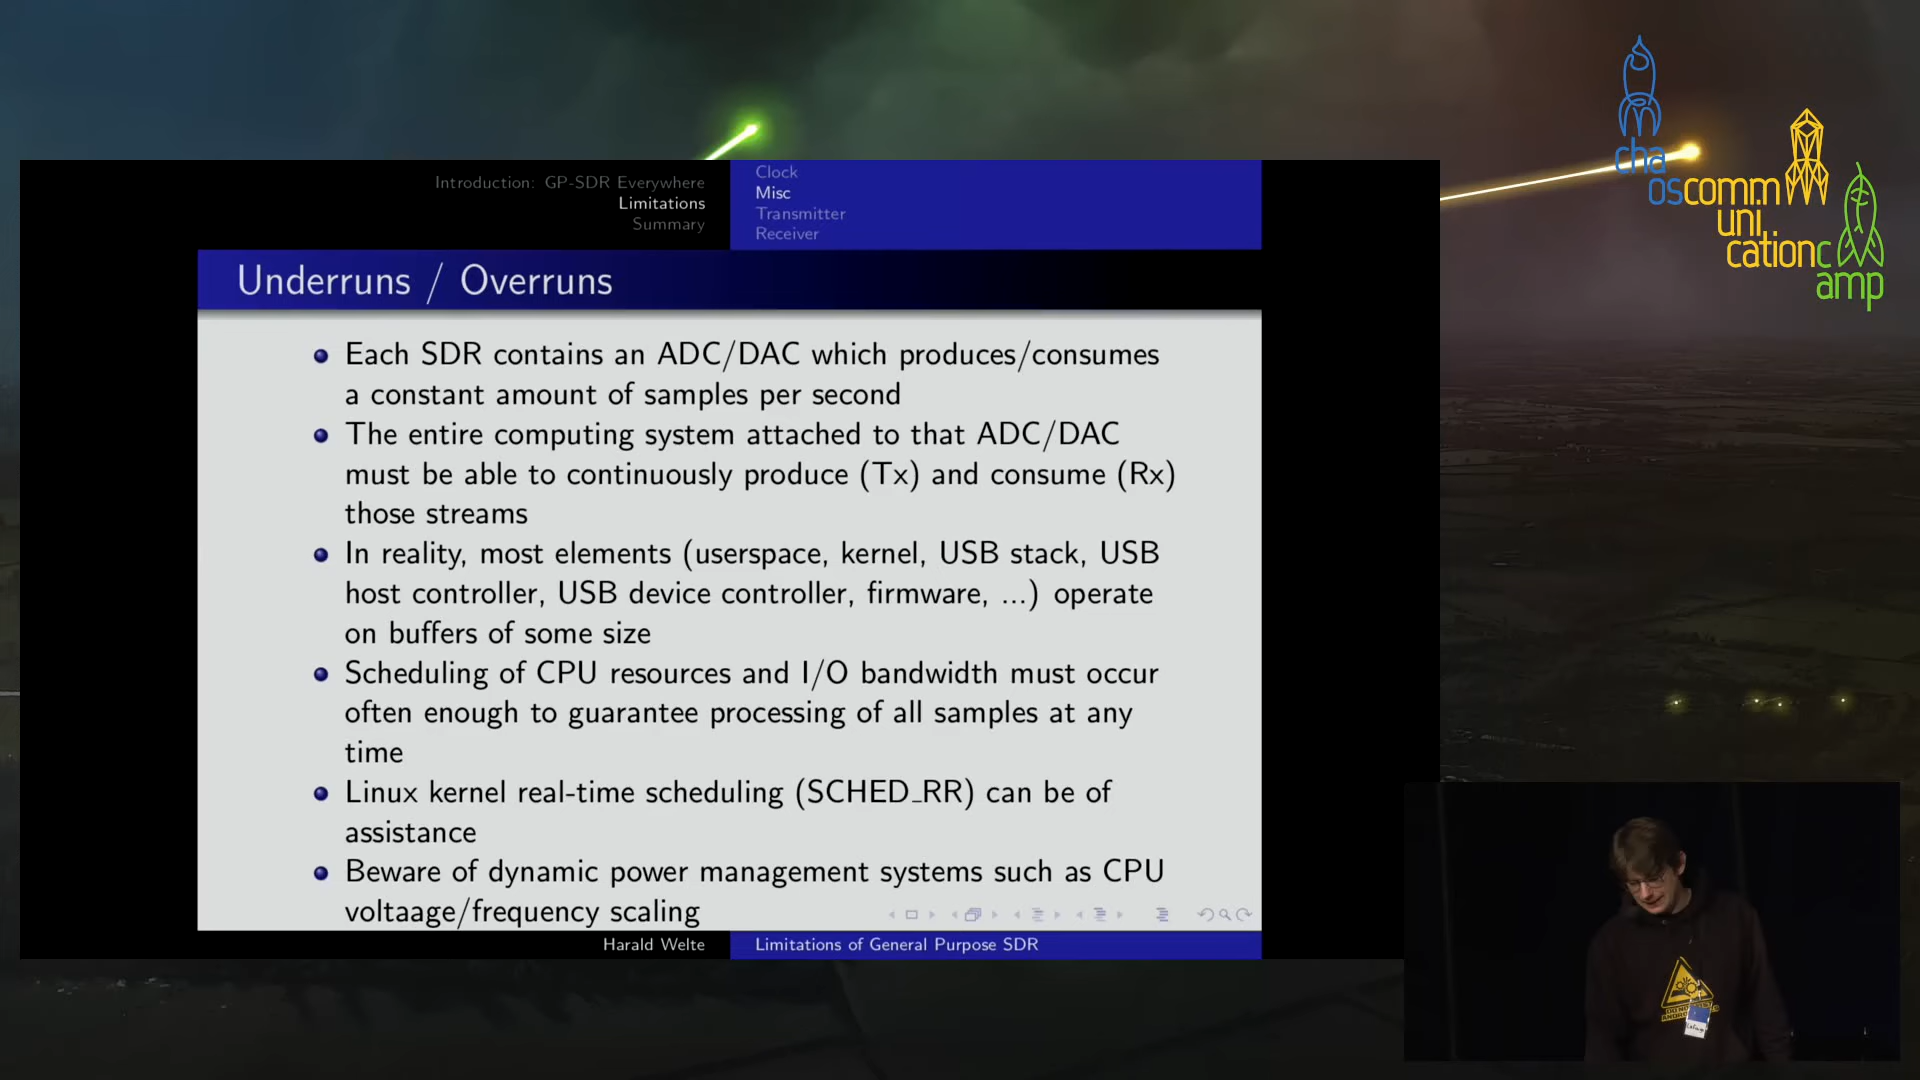 Introduction: GP-SDR Everywhere
Limitations
Summary
Clock
Misc
Transmitter
Receiver
Underruns / Overruns
Each SDR contains an ADC/DAC which produces/consumes
a constant amount of samples per second
The entire computing system attached to that ADC/DAC
must be able to continuously produce (Tx) and consume (Rx)
those streams
In reality, most elements (userspace, kernel, USB stack, USB
host controller, USB device controller, firmware, ...) operate
on buffers of some size
Scheduling of CPU resources and I/O bandwidth must occur
often enough to guarantee processing of all samples at any
time
Linux kernel real-time scheduling (SCHED_RR) can be of
assistance
Beware of dynamic power management systems such as CPU
voltaage/frequency scaling
Harald Welte
Limitations of General Purpose SDR
cha
oscomm
uni
cationc
amp